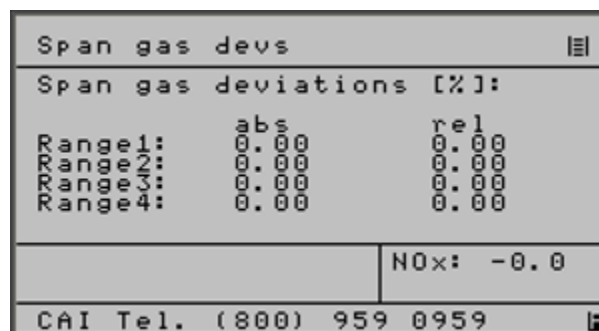 Span gas devs
Span gas deviations [%]:
abs rel
Range1: 0.00 0.00
Range2: 0.00 0.00
Range3: 0.00 0.00
Range4: 0.00 0.00
NOx: -0.0
CAI Tel. (800) 959 0959